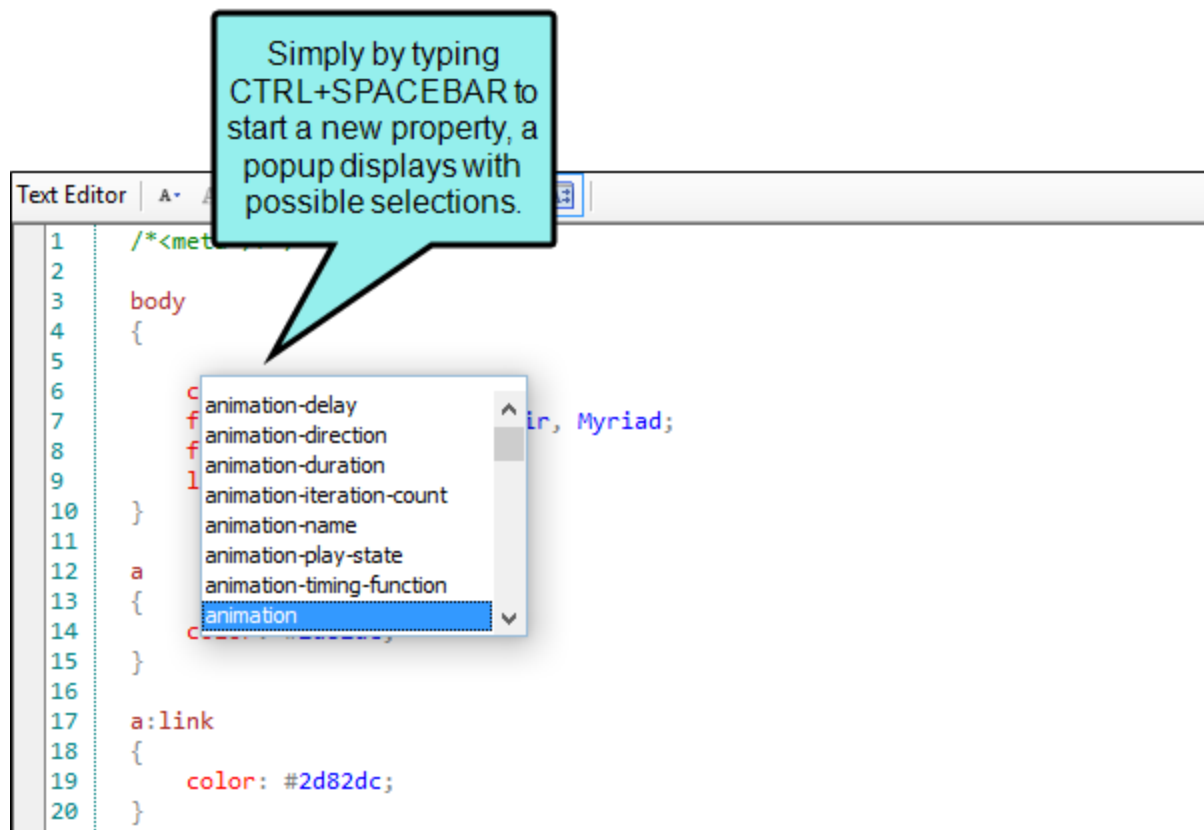 Simply by typing
CTRL+SPACEBAR to
start a new property, a
popup displays with
possible selections.
Text Editor
1 /*<met
2
3 body
4 {
5
6 c
7 f ir, Myriad;
8 f
9 l
10 }
11
12 a
13 {
14
15 }
16
17 a:link
18 {
19 color: #2d82dc;
20 }
animation-delay
animation-direction
animation-duration
animation-iteration-count
animation-name
animation-play-state
animation-timing-function
animation